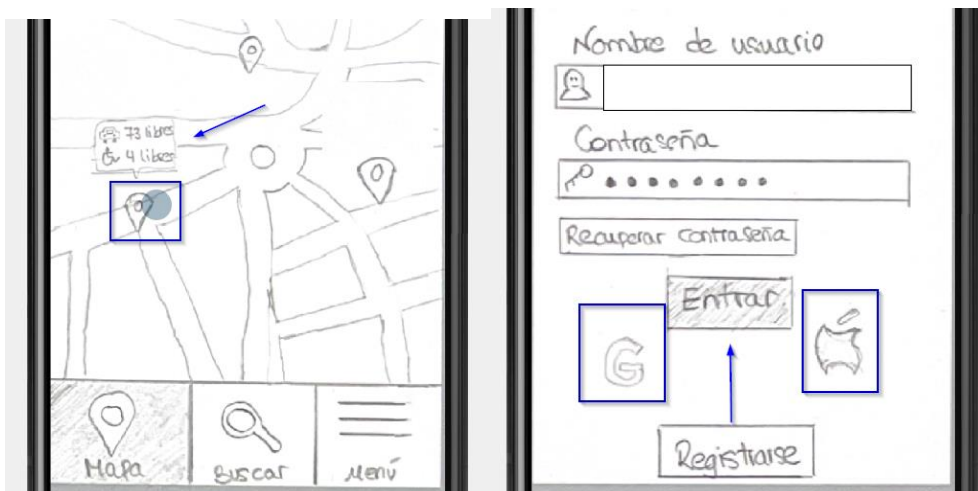 73 libres
4 libres
Mapa
Buscar
Menú
Nombre de usuario
Contraseña
Recuperar contraseña
Entrar
G
Registrarse